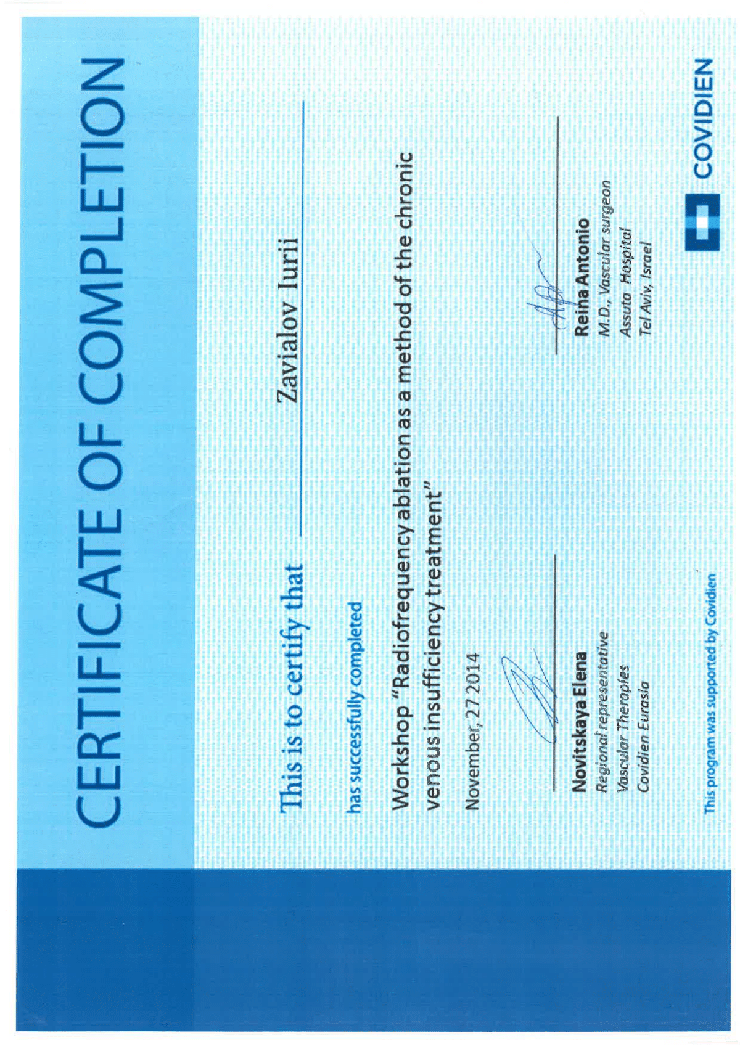 CERTIFICATE OF COMPLETION
This is to certify that Zavialov Iurii
has successfully completed
Workshop “Radiofrequency ablation as a method of the chronic
venous insufficiency treatment”
November, 27 2014
Novitskaya Elena
Regional representative
Vascular Therapies
Covidien Eurasia
Reina Antonio
M.D., Vascular surgeon
Assuta Hospital
Tel Aviv, Israel
This program was supported by Covidien
COVIDIEN